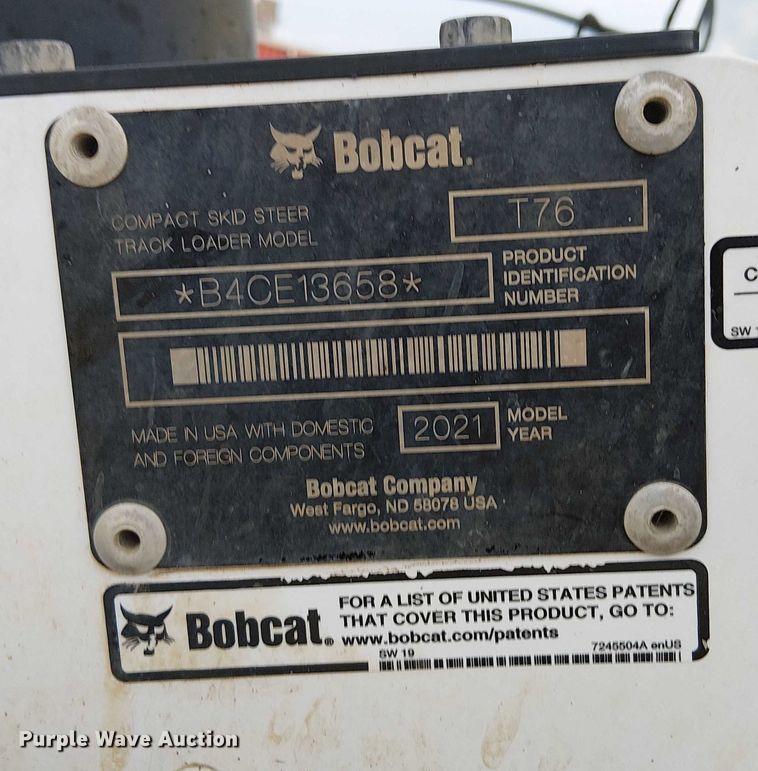 Bobcat.
COMPACT SKID STEER
TRACK LOADER MODEL
T76
*B4CE13658*
PRODUCT
IDENTIFICATION
NUMBER
MADE IN USA WITH DOMESTIC
AND FOREIGN COMPONENTS
2021
MODEL
YEAR
Bobcat Company
West Fargo, ND 58078 USA
www.bobcat.com
Bobcat®
FOR A LIST OF UNITED STATES PATENTS
THAT COVER THIS PRODUCT, GO TO:
www.bobcat.com/patents
SW 19
7245504A enUS
C
SW
Purple Wave Auction